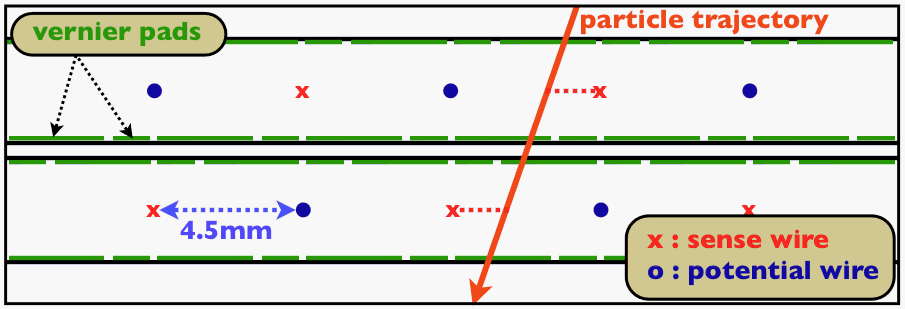 particle trajectory
vernier pads
x
x
x
x
x
4.5mm
x : sense wire
o : potential wire